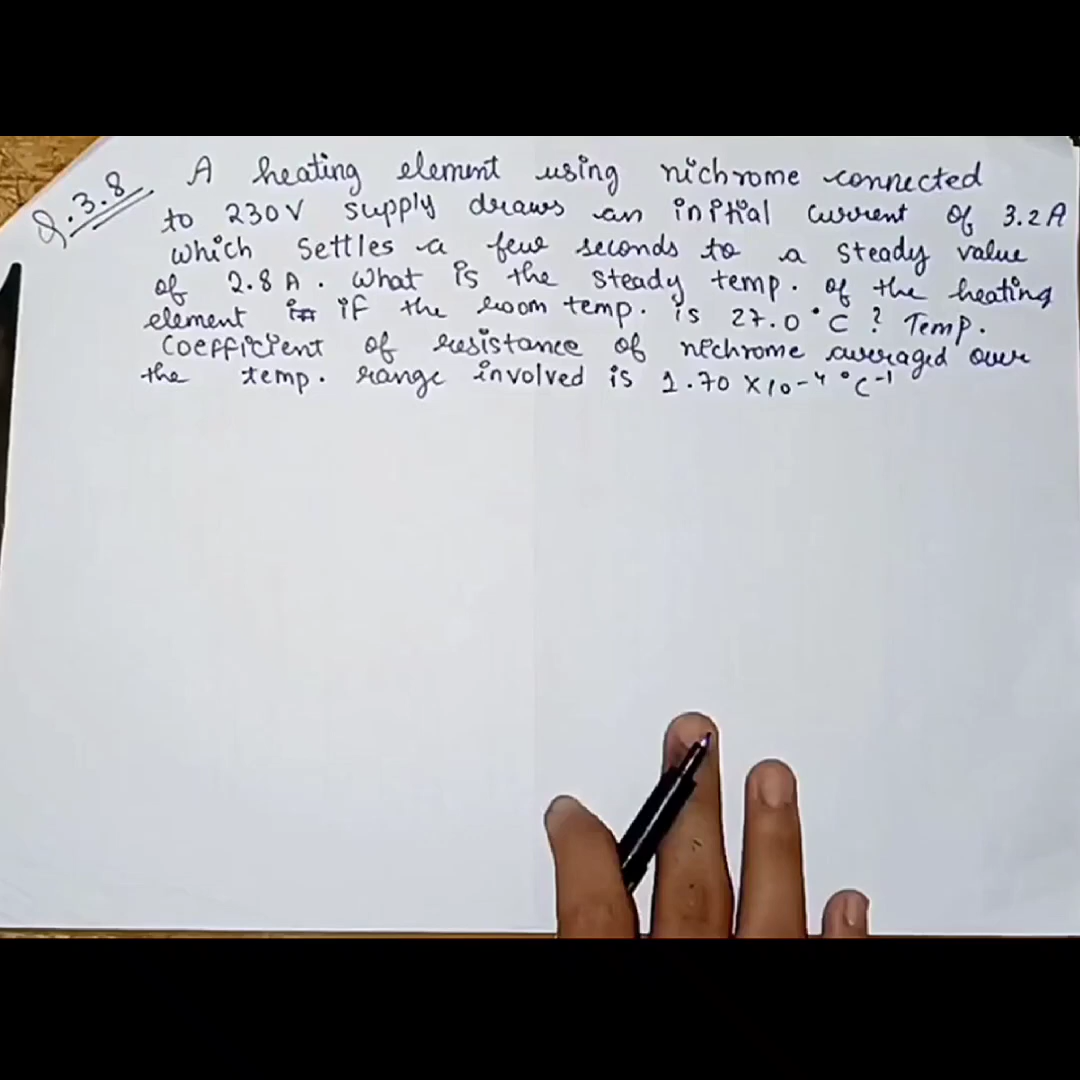 Q.3.8 A heating element using nichrome connected
to 230V supply draws an initial current of 3.2A
which settles a few seconds to a steady value
of 2.8 A. What is the steady temp. of the heating
element in if the room temp. is 27.0 °C ? Temp.
coefficient of resistance of nichrome averaged over
the temp. range involved is 1.70 X10-4 °C-1